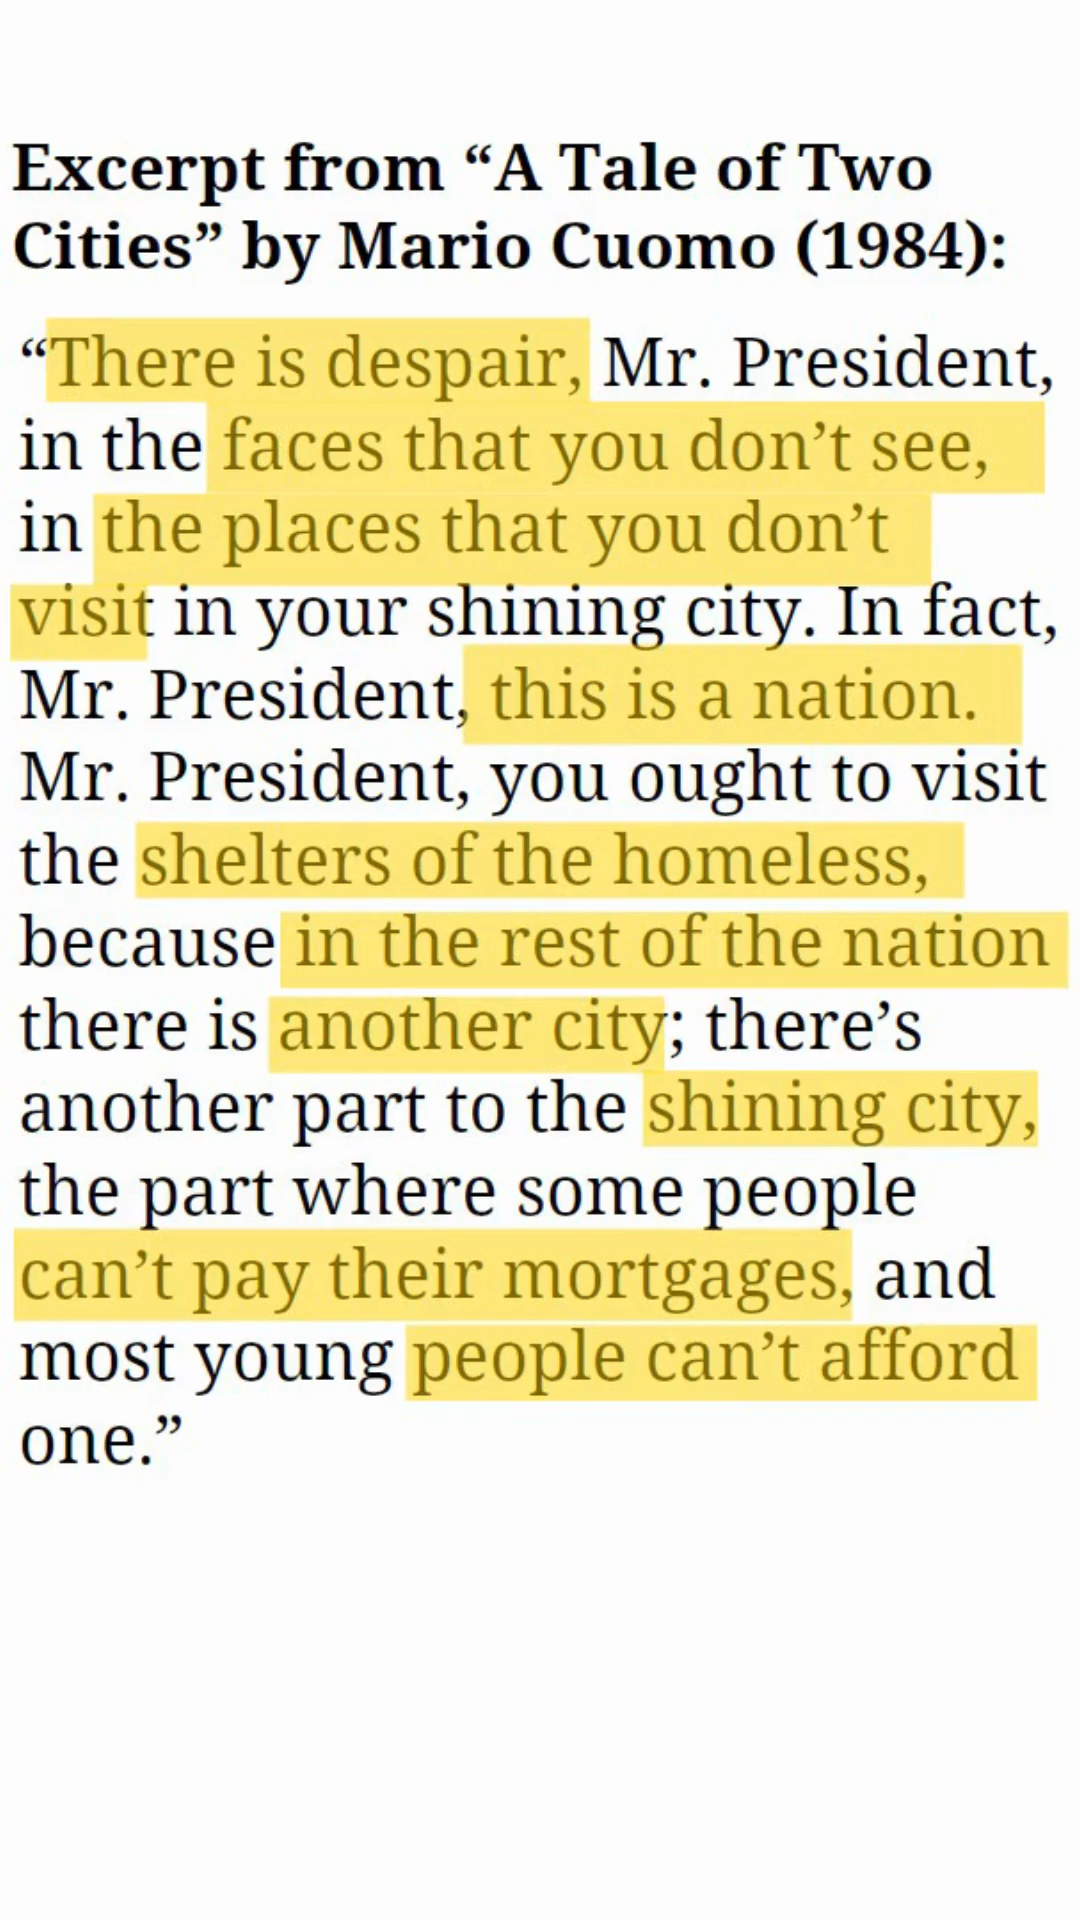 Excerpt from “A Tale of Two
Cities” by Mario Cuomo (1984):
“There is despair, Mr. President,
in the faces that you don’t see,
in the places that you don’t
visit in your shining city. In fact,
Mr. President, this is a nation.
Mr. President, you ought to visit
the shelters of the homeless,
because in the rest of the nation
there is another city; there’s
another part to the shining city,
the part where some people
can’t pay their mortgages, and
most young people can’t afford
one.”